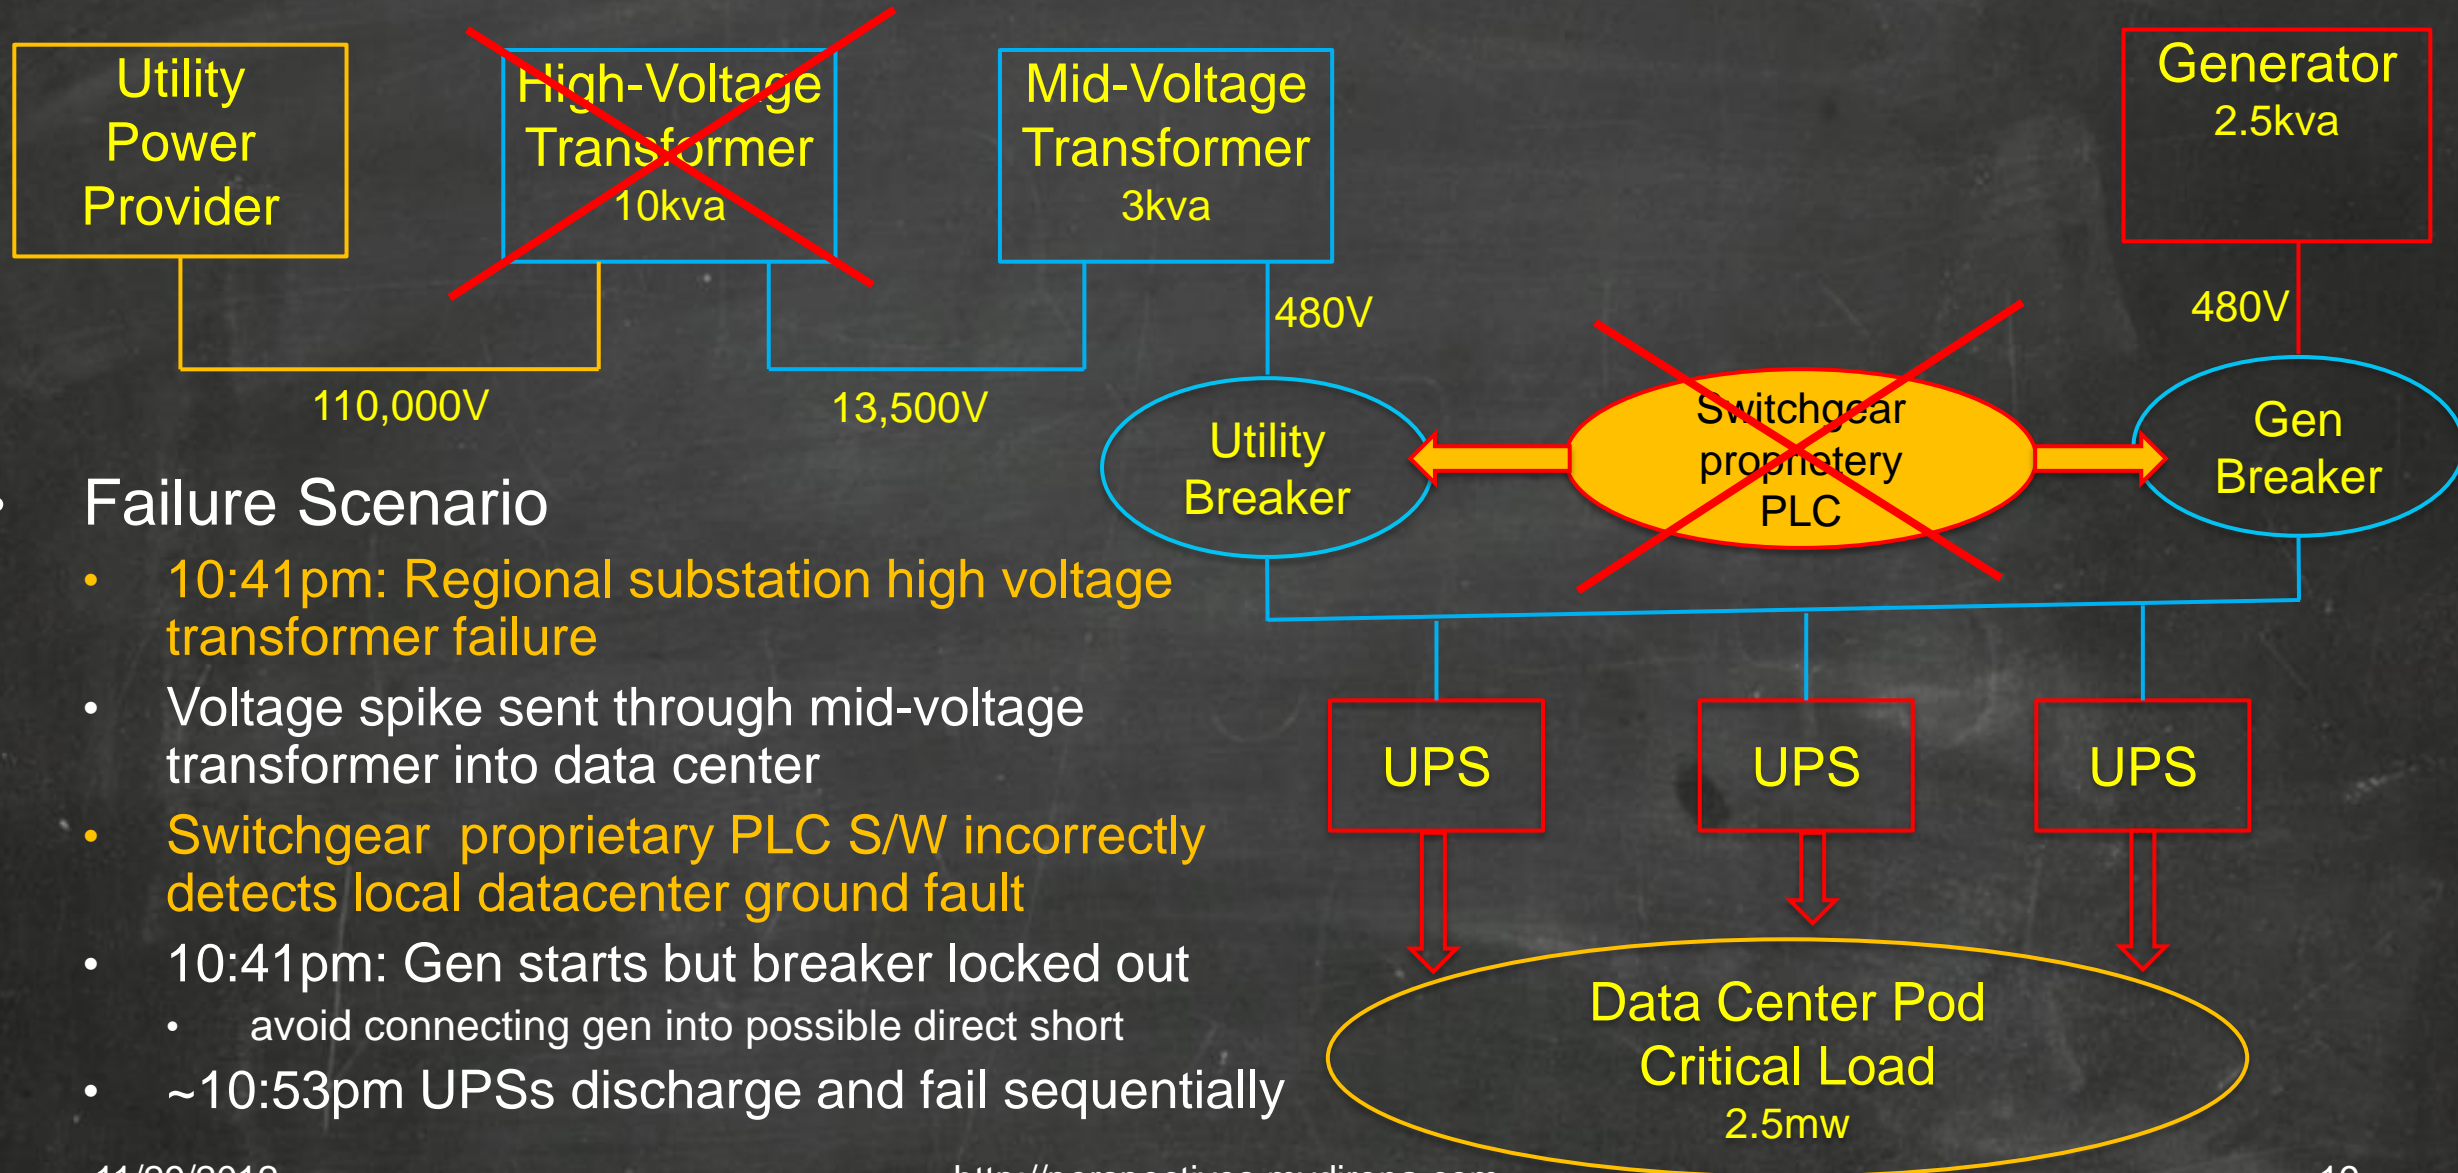 Utility
Power
Provider
High-Voltage
Transformer
10kva
Mid-Voltage
Transformer
3kva
Generator
2.5kva
110,000V
13,500V
480V
480V
Utility
Breaker
Switchgear
proprietery
PLC
Gen
Breaker
• Failure Scenario
• 10:41pm: Regional substation high voltage
transformer failure
• Voltage spike sent through mid-voltage
transformer into data center
• Switchgear proprietary PLC S/W incorrectly
detects local datacenter ground fault
• 10:41pm: Gen starts but breaker locked out
• avoid connecting gen into possible direct short
• ~10:53pm UPSs discharge and fail sequentially
UPS
UPS
UPS
Data Center Pod
Critical Load
2.5mw
http://perspectives.mvdirona.com